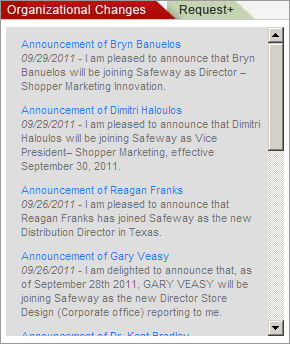 Organizational Changes Request+
Announcement of Bryn Banuelos
09/29/2011 - I am pleased to announce that Bryn
Banuelos will be joining Safeway as Director –
Shopper Marketing Innovation.
Announcement of Dimitri Haloulos
09/29/2011 - I am pleased to announce that Dimitri
Haloulos will be joining Safeway as Vice
President– Shopper Marketing, effective
September 30, 2011.
Announcement of Reagan Franks
09/26/2011 - I am pleased to announce that
Reagan Franks has joined Safeway as the new
Distribution Director in Texas.
Announcement of Gary Veasy
09/26/2011 - I am delighted to announce that, as
of September 28th 2011, GARY VEASY will be
joining Safeway as the new Director Store
Design (Corporate office) reporting to me.
Announcement of Dr. Kent Bradley